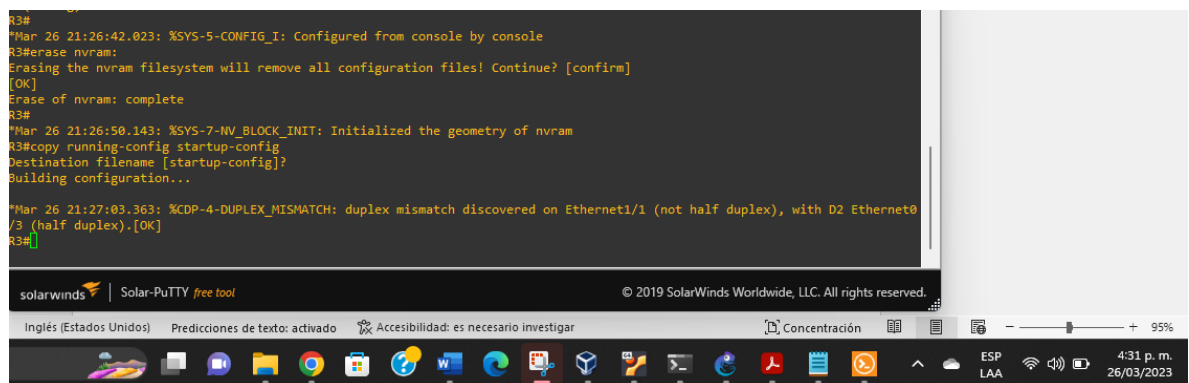 R3#
*Mar 26 21:26:42.023: %SYS-5-CONFIG_I: Configured from console by console
R3#erase nvram:
Erasing the nvram filesystem will remove all configuration files! Continue? [confirm]
[OK]
Erase of nvram: complete
R3#
*Mar 26 21:26:50.143: %SYS-7-NV_BLOCK_INIT: Initialized the geometry of nvram
R3#copy running-config startup-config
Destination filename [startup-config]?
Building configuration...
*Mar 26 21:27:03.363: %CDP-4-DUPLEX_MISMATCH: duplex mismatch discovered on Ethernet1/1 (not half duplex), with D2 Ethernet0
/3 (half duplex).[OK]
R3#
solarwinds | Solar-PuTTY free tool © 2019 SolarWinds Worldwide, LLC. All rights reserved.
Inglés (Estados Unidos) Predicciones de texto: activado Accesibilidad: es necesario investigar Concentración 95%
ESP 4:31 p. m.
LAA 26/03/2023